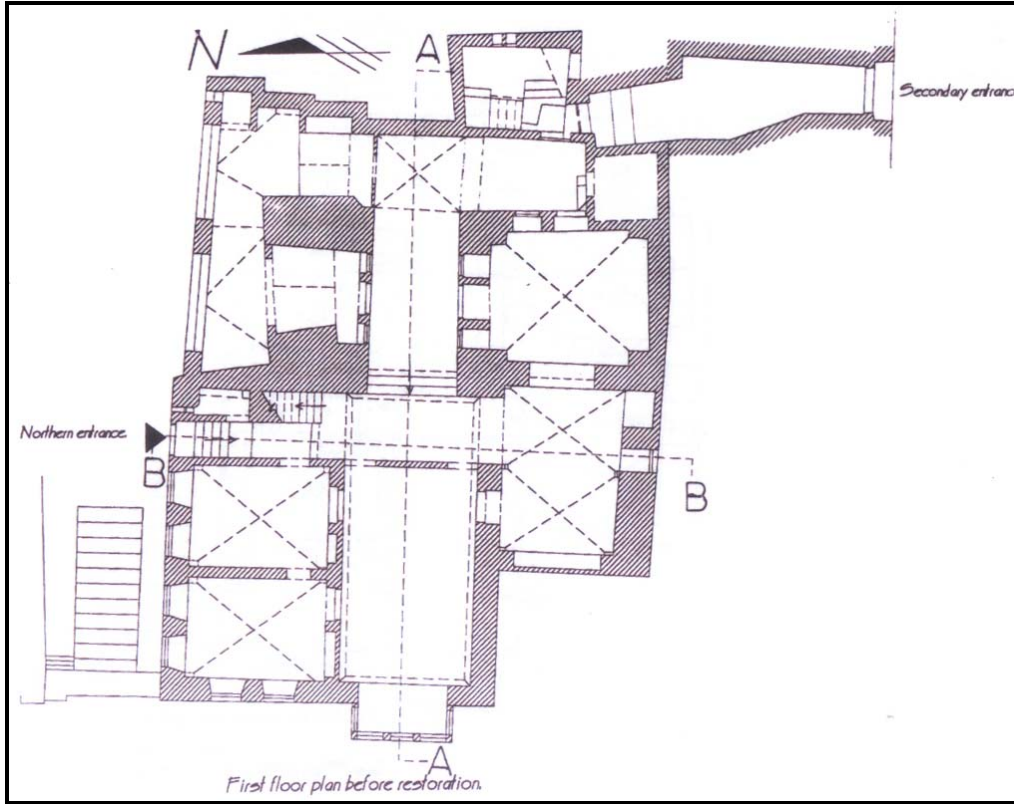 N
A
Secondary entrance
Northern entrance.
B
B
A
First floor plan before restoration.